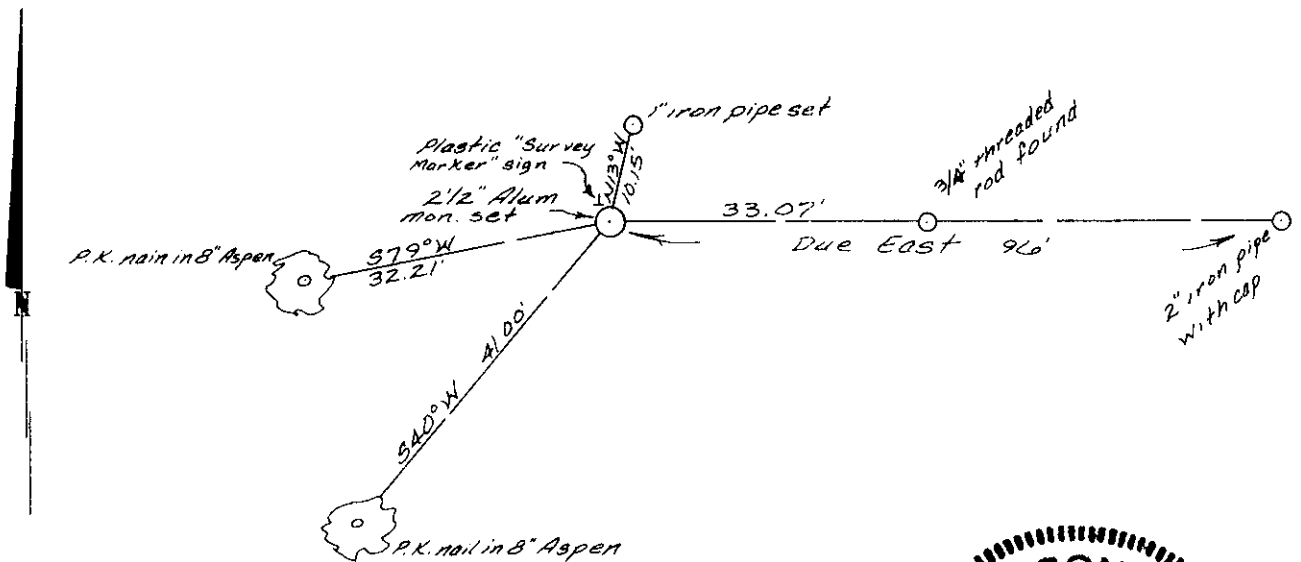 1" iron pipe set
Plastic "Survey
Marker" sign
N13°W
10.15'
2 1/2" Alum
mon. set
3/4" threaded
rod found
33.07'
Due East 96'
2" iron pipe
with cap
P.K. nain in 8" Aspen
S79°W
32.21'
N
41.00'
S40°W
P.K. nail in 8" Aspen